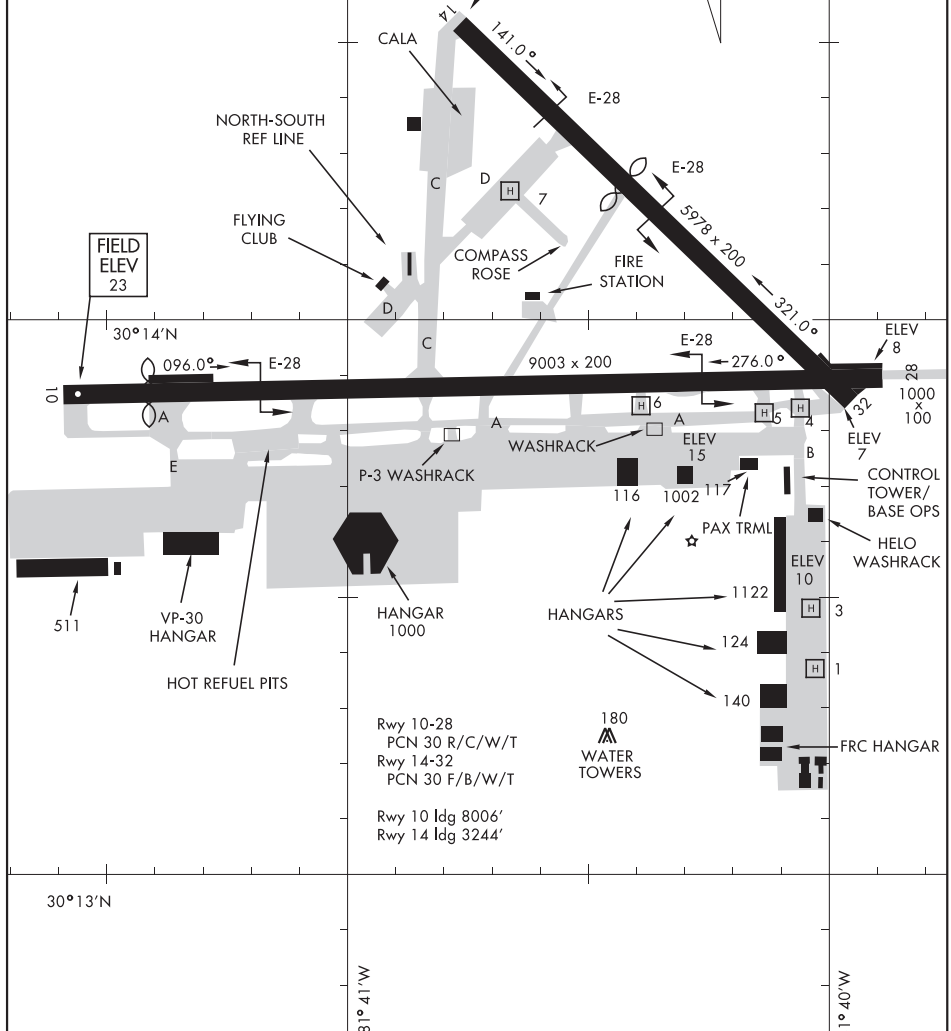 14
141.0°
CALA
E-28
NORTH-SOUTH
REF LINE
E-28
C
D
H
7
5978 x 200
FLYING
CLUB
FIELD
ELEV
23
COMPASS
ROSE
FIRE
STATION
D
321.0°
30°14'N
C
ELEV
8
096.0°
E-28
9003 x 200
E-28
276.0°
10
28
1000
x
100
32
H
6
H
5
H
4
A
A
A
ELEV
15
ELEV
7
WASHRACK
B
E
P-3 WASHRACK
116
1002
117
CONTROL
TOWER/
BASE OPS
PAX TRML
HELO
WASHRACK
ELEV
10
511
VP-30
HANGAR
HANGAR
1000
HANGARS
1122
H
3
124
HOT REFUEL PITS
H
1
140
Rwy 10-28
PCN 30 R/C/W/T
Rwy 14-32
PCN 30 F/B/W/T
Rwy 10 ldg 8006'
Rwy 14 ldg 3244'
180
WATER
TOWERS
FRC HANGAR
30°13'N
81°41'W
1°40'W